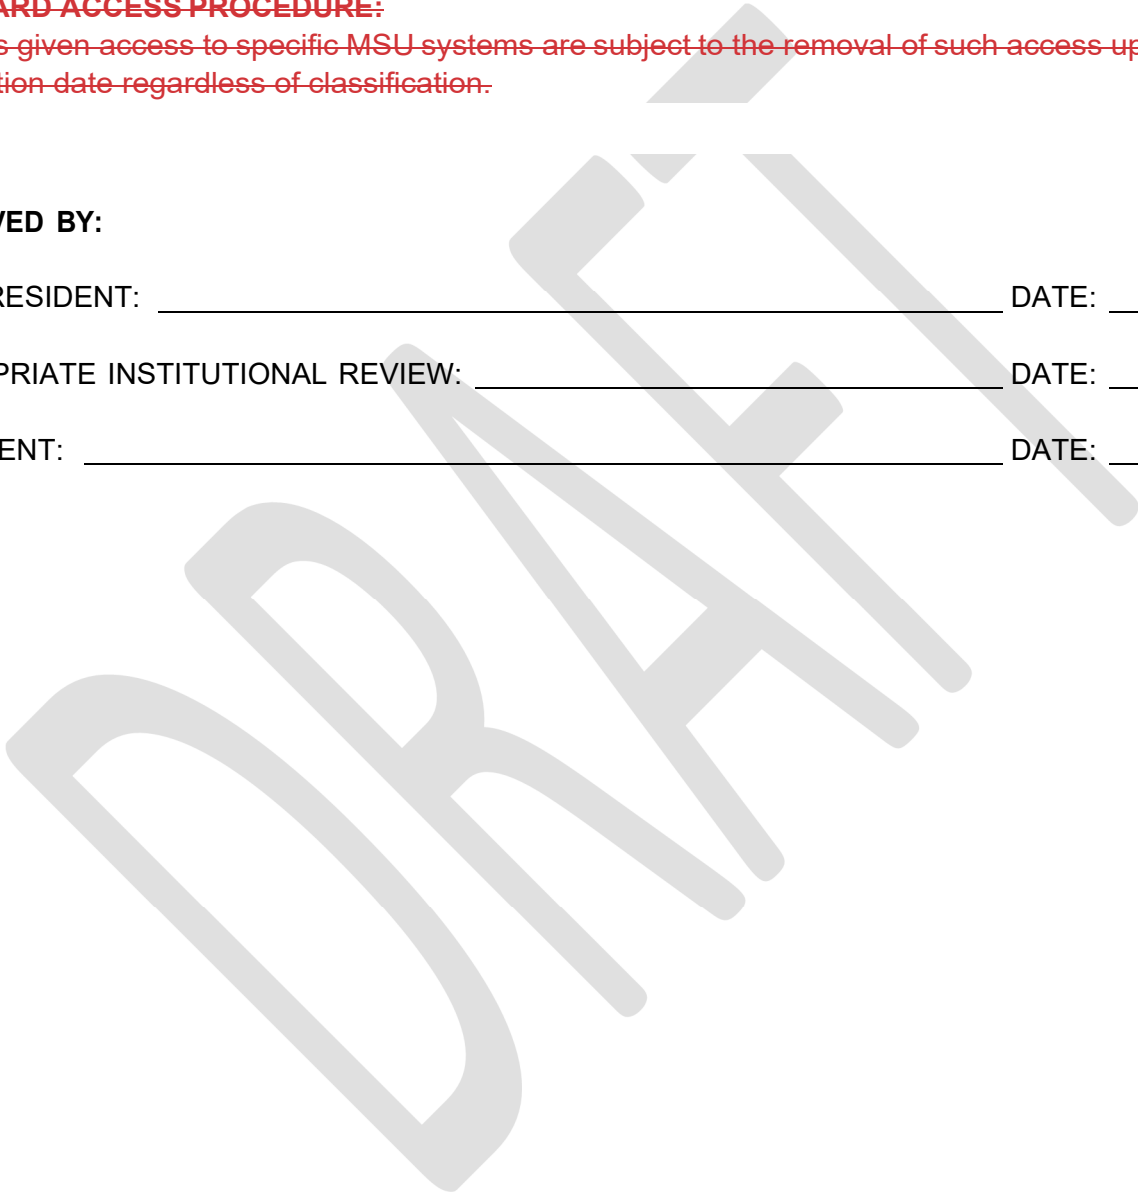 ARD ACCESS PROCEDURE:
s given access to specific MSU systems are subject to the removal of such access up
tion date regardless of classification.
VED BY:
RESIDENT: DATE:
PRIATE INSTITUTIONAL REVIEW: DATE:
ENT: DATE:
DRAFT